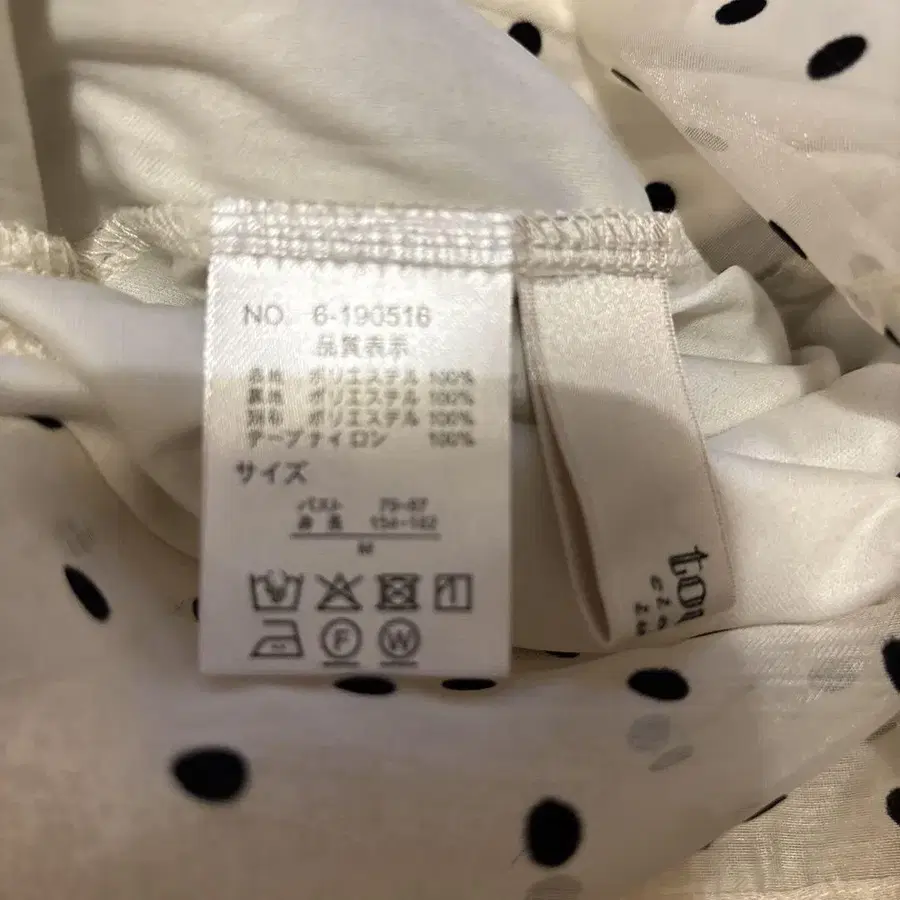 NO. 6-190516
品質表示
表地 ポリエステル 100%
裏地 ポリエステル 100%
別布 ポリエステル 100%
テープナイロン 100%
サイズ
バスト 79-87
身長 154-162
M
F
W